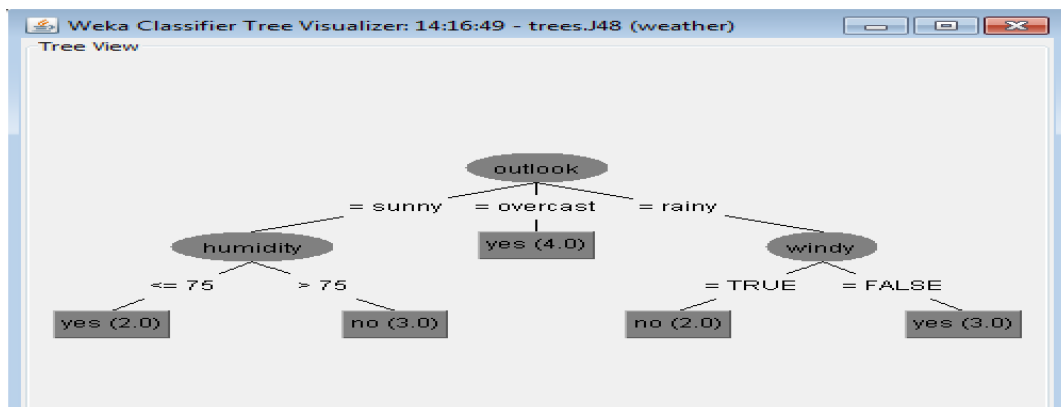 Weka Classifier Tree Visualizer: 14:16:49 - trees.J48 (weather)
Tree View
outlook
= sunny = overcast = rainy
humidity yes (4.0) windy
<= 75 > 75 = TRUE = FALSE
yes (2.0) no (3.0) no (2.0) yes (3.0)